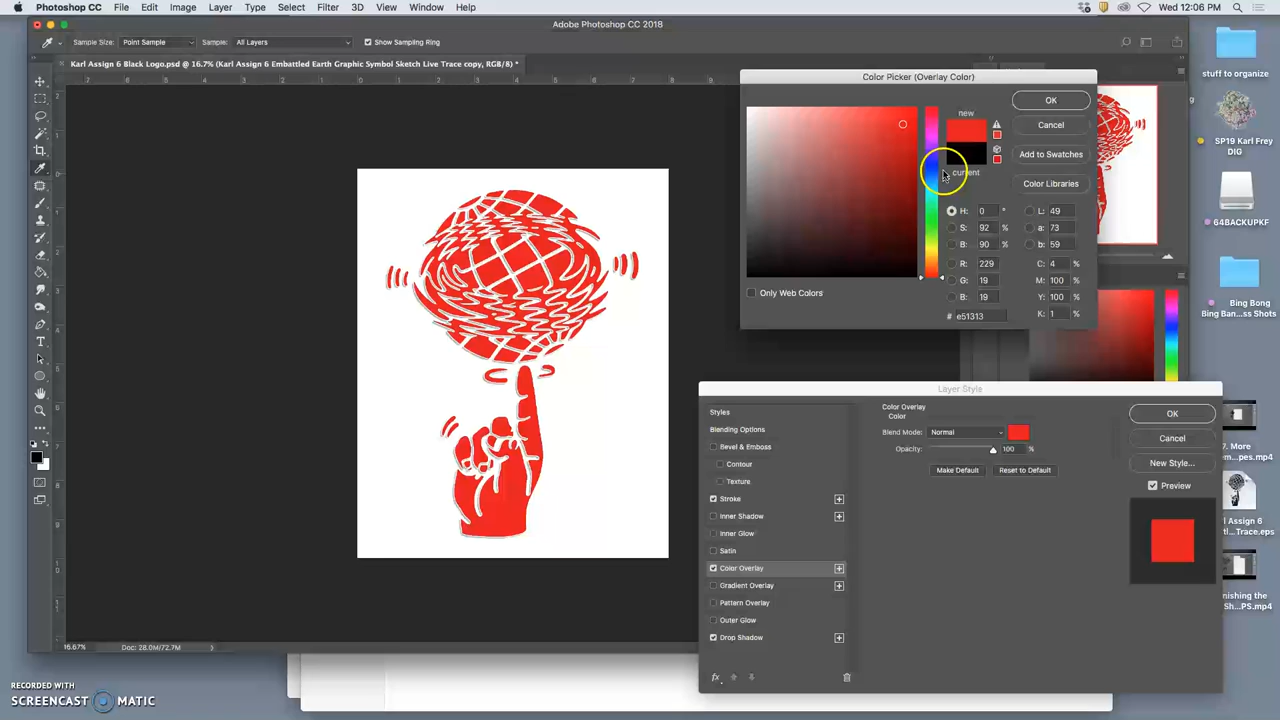 Photoshop CC File Edit Image Layer Type Select Filter 3D View Window Help Wed 12:06 PM
Adobe Photoshop CC 2018
Sample Size: Point Sample Sample: All Layers Show Sampling Ring
Karl Assign 6 Black Logo.psd @ 16.7% (Karl Assign 6 Embattled Earth Graphic Symbol Sketch Live Trace copy, RGB/8) *
Color Picker (Overlay Color)
new
current
OK
Cancel
Add to Swatches
Color Libraries
H: 0 °
S: 92 %
B: 90 %
R: 229
G: 19
B: 19
# e51313
L: 49
a: 73
b: 59
C: 4 %
M: 100 %
Y: 100 %
K: 1 %
Only Web Colors
Layer Style
Styles
Blending Options
Bevel & Emboss
Contour
Texture
Stroke
Inner Shadow
Inner Glow
Satin
Color Overlay
Gradient Overlay
Pattern Overlay
Outer Glow
Drop Shadow
fx
Color Overlay
Color
Blend Mode: Normal
Opacity: 100 %
Make Default Reset to Default
OK
Cancel
New Style...
Preview
16.67% Doc: 28.0M/72.7M
stuff to organize
SP19 Karl Frey
DIG
64BACKUPKF
Bing Bong
Bing Ban...ss Shots
7. More
pes.mp4
Assign 6
Trace.eps
nishing the
PS.mp4
RECORDED WITH
SCREENCAST MATIC